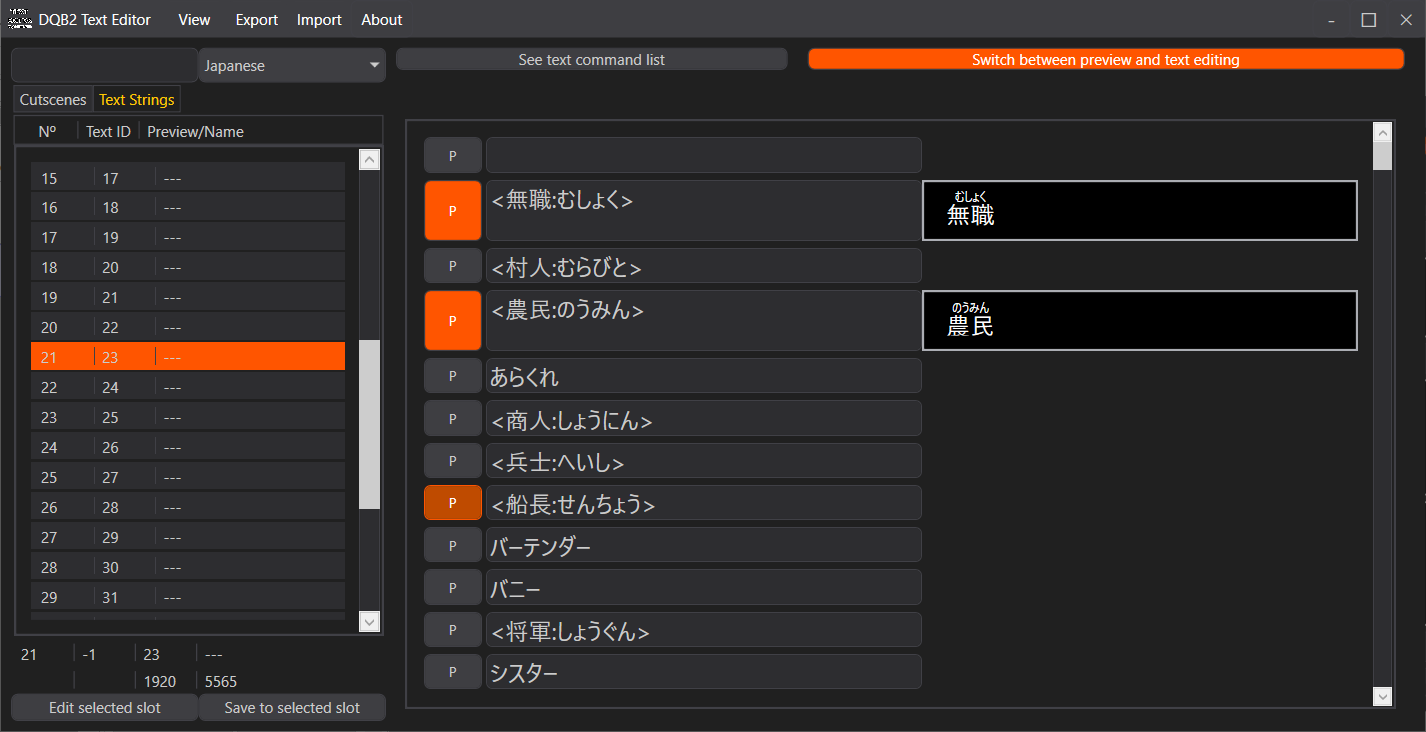 DQB2 Text Editor View Export Import About
Japanese
See text command list
Switch between preview and text editing
Cutscenes Text Strings
Nº Text ID Preview/Name
15 17 ---
16 18 ---
17 19 ---
18 20 ---
19 21 ---
20 22 ---
21 23 ---
22 24 ---
23 25 ---
24 26 ---
25 27 ---
26 28 ---
27 29 ---
28 30 ---
29 31 ---
21 -1 23 ---
1920 5565
Edit selected slot Save to selected slot
P
P <無職:むしょく>
むしょく
無職
P <村人:むらびと>
P <農民:のうみん>
のうみん
農民
P あらくれ
P <商人:しょうにん>
P <兵士:へいし>
P <船長:せんちょう>
P バーテンダー
P バニー
P <将軍:しょうぐん>
P シスター